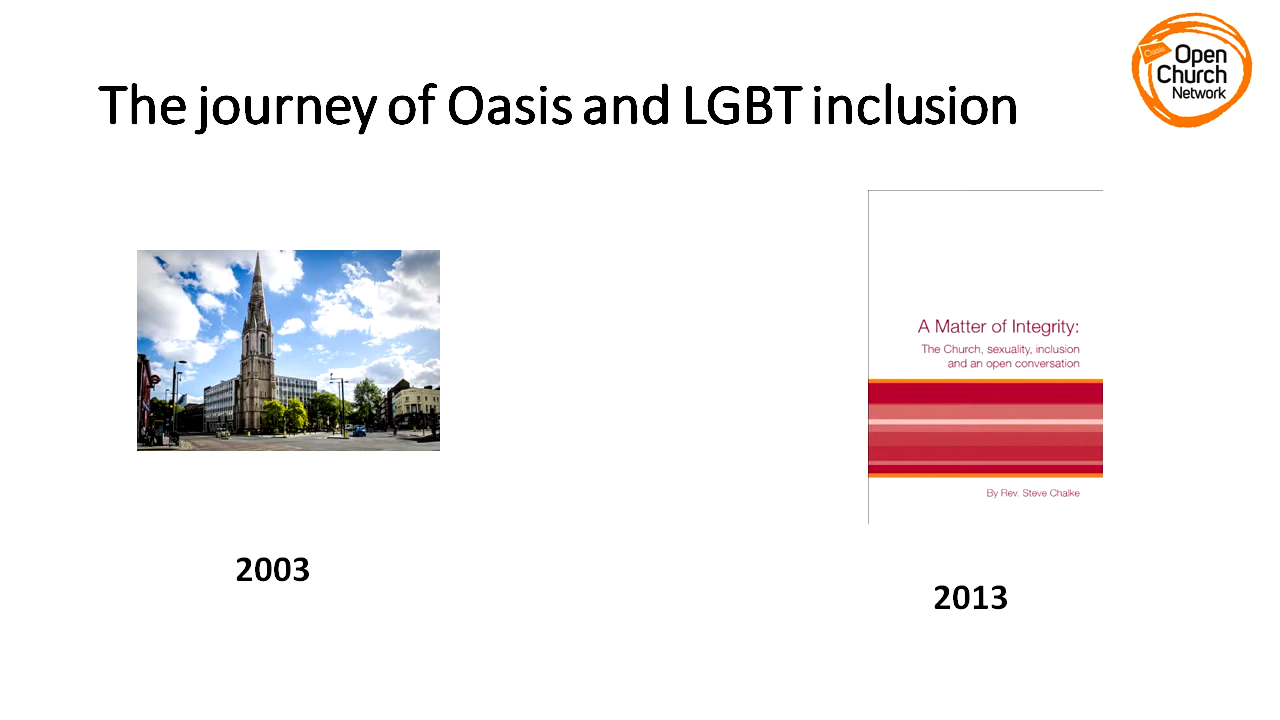 The journey of Oasis and LGBT inclusion
Oasis
Open
Church
Network
A Matter of Integrity:
The Church, sexuality, inclusion
and an open conversation
By Rev. Steve Chalke
2003
2013